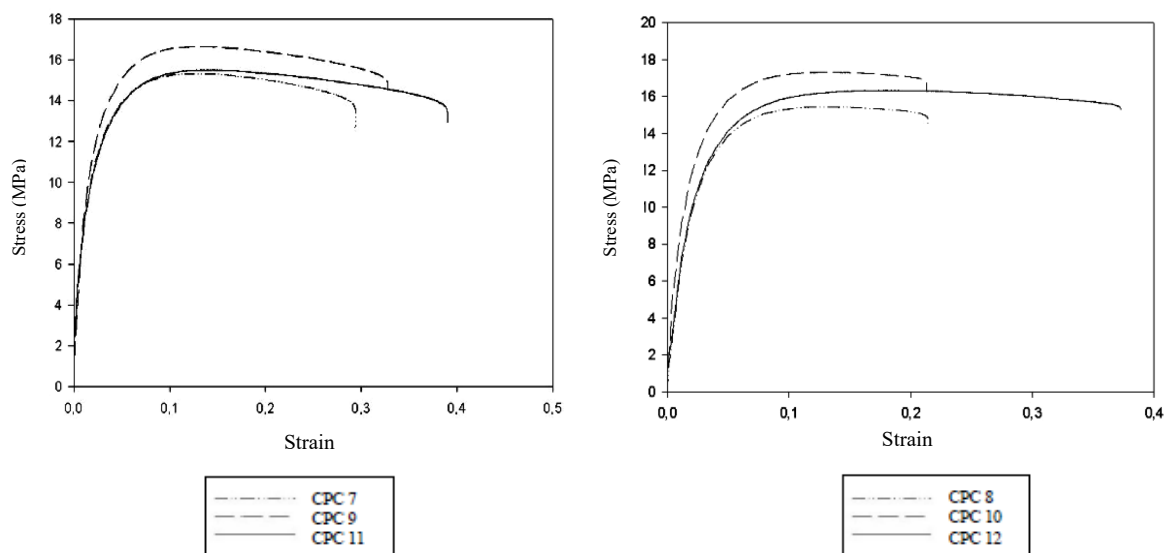 18
16
14
12
10
8
6
4
2
0
Stress (MPa)
0,0 0,1 0,2 0,3 0,4 0,5
Strain
CPC 7
CPC 9
CPC 11
20
18
16
14
12
10
8
6
4
2
0
Stress (MPa)
0,0 0,1 0,2 0,3 0,4
Strain
CPC 8
CPC 10
CPC 12